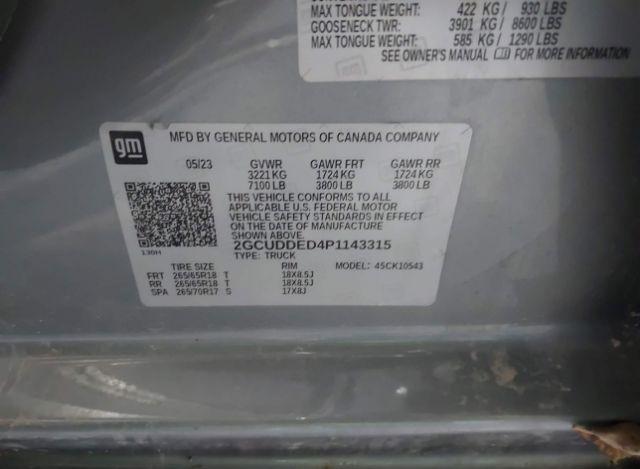 MAX TONGUE WEIGHT: 422 KG/ 930 LBS
GOOSENECK TWR: 3901 KG/ 8600 LBS
MAX TONGUE WEIGHT: 585 KG/ 1290 LBS
SEE OWNER'S MANUAL FOR MORE INFORMATION
gm
MFD BY GENERAL MOTORS OF CANADA COMPANY
05/23 GVWR GAWR FRT GAWR RR
3221 KG 1724 KG 1724 KG
7100 LB 3800 LB 3800 LB
THIS VEHICLE CONFORMS TO ALL
APPLICABLE U.S. FEDERAL MOTOR
VEHICLE SAFETY STANDARDS IN EFFECT
ON THE DATE OF MANUFACTURE
SHOWN ABOVE.
2GCUDDED4P1143315
130H TYPE: TRUCK
TIRE SIZE RIM MODEL: 4SCK10543
FRT 265/65R18 T 18X8.5J
RR 265/65R18 T 18X8.5J
SPA 265/70R17 S 17X8J